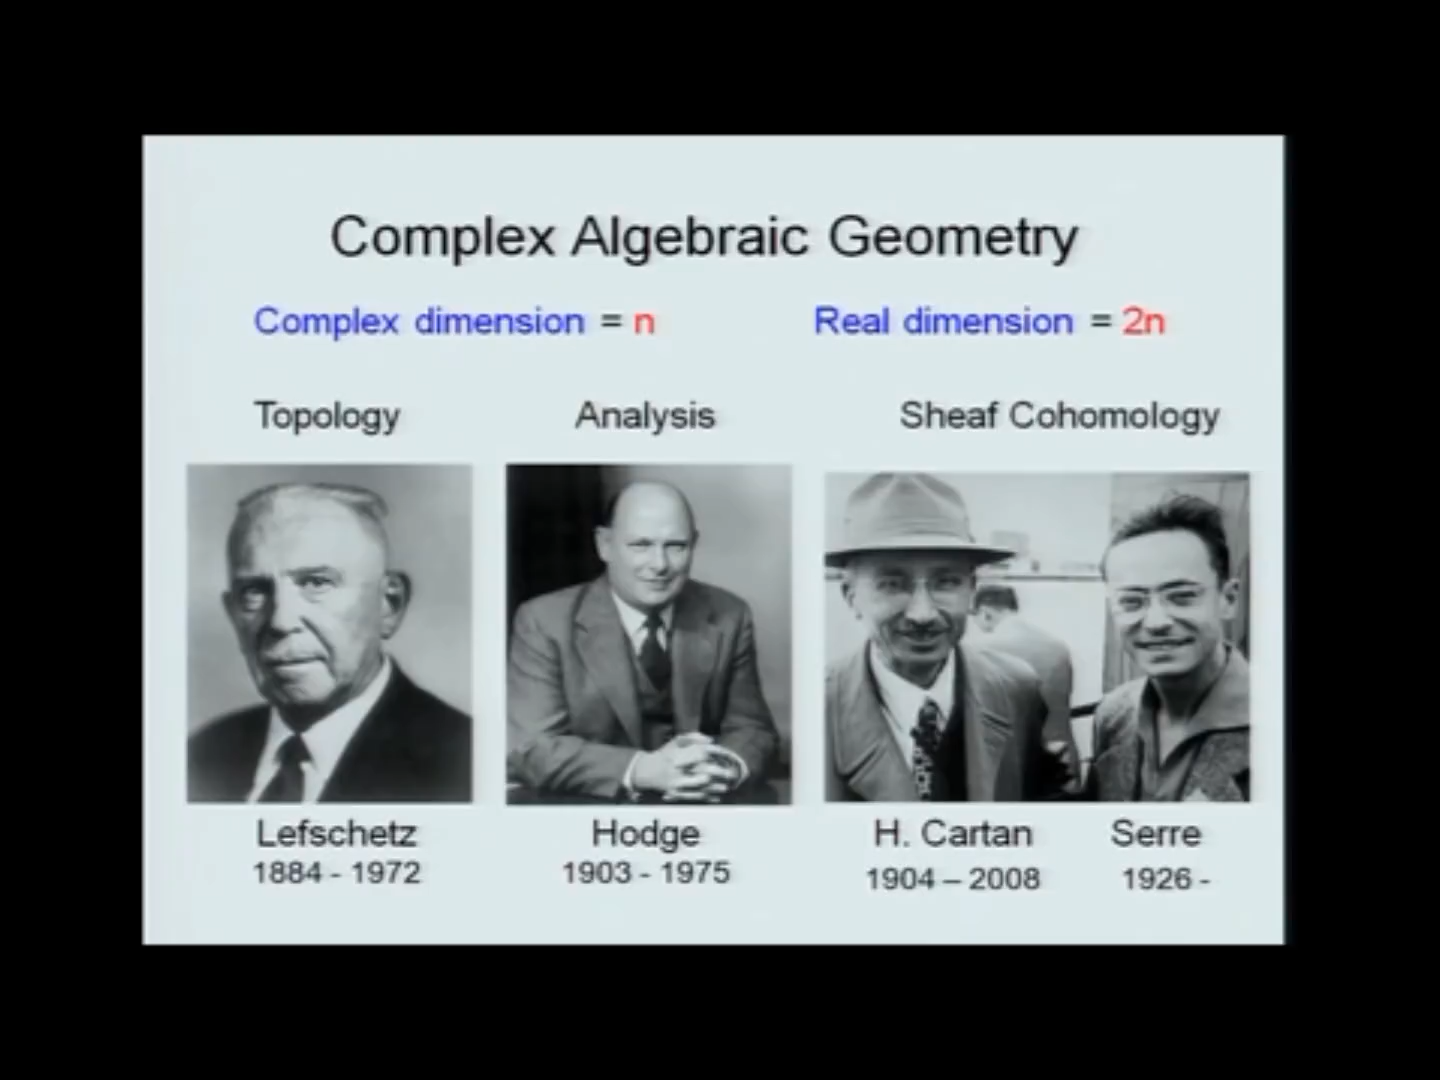 Complex Algebraic Geometry
Complex dimension = n
Real dimension = 2n
Topology
Analysis
Sheaf Cohomology
Lefschetz
1884 - 1972
Hodge
1903 - 1975
H. Cartan
1904 – 2008
Serre
1926 -